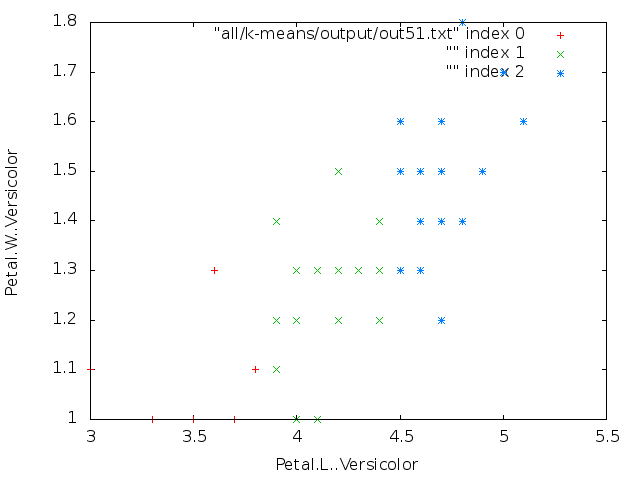 "all/k-means/output/out51.txt" index 0
"" index 1
"" index 2
1.8
1.7
1.6
1.5
1.4
1.3
1.2
1.1
1
Petal.W..Versicolor
3 3.5 4 4.5 5 5.5
Petal.L..Versicolor